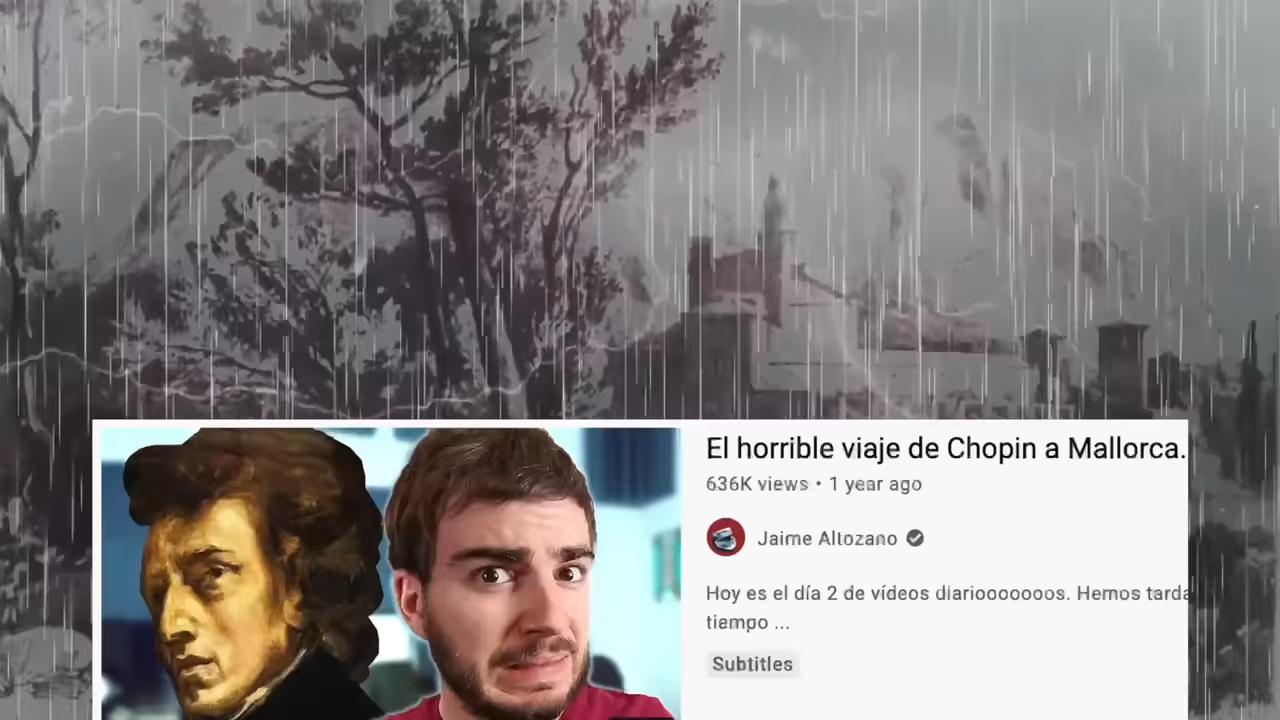 El horrible viaje de Chopin a Mallorca.
636K views • 1 year ago
Jaime Altozano
Hoy es el día 2 de vídeos diariooooooos. Hemos tarda
tiempo ...
Subtitles